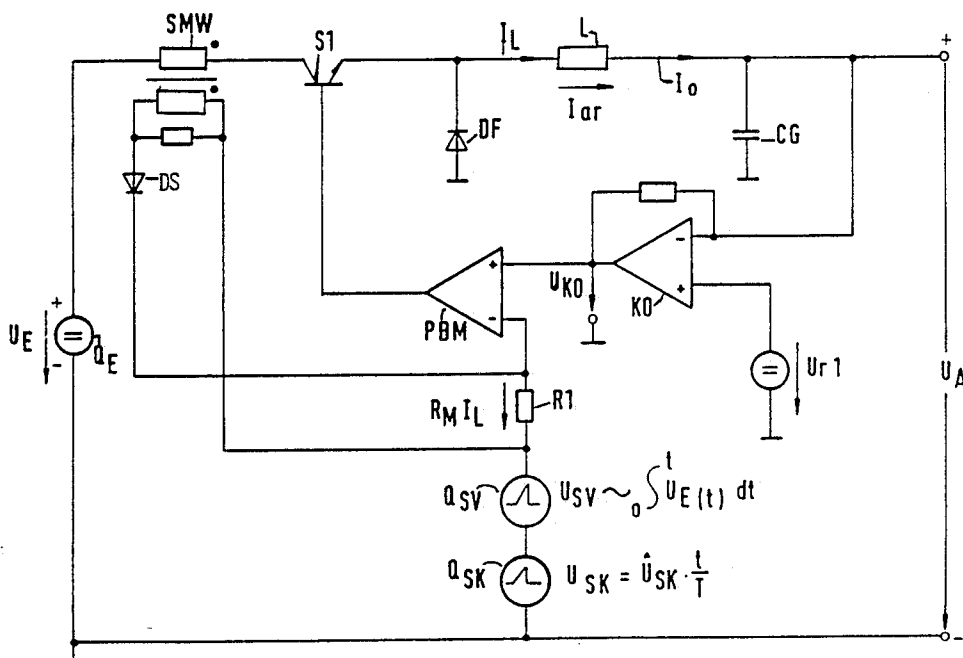 SMW
S1
I_L
L
I_o
I_ar
DF
CG
DS
U_KO
-
+
KO
+
-
PBM
+
U_E
-
Q_E
Ur1
+
U_A
-
R_M I_L
R1
Q_SV
U_SV ~ ₀∫ᵗ U_E(t) dt
Q_SK
U_SK = Û_SK · t/T